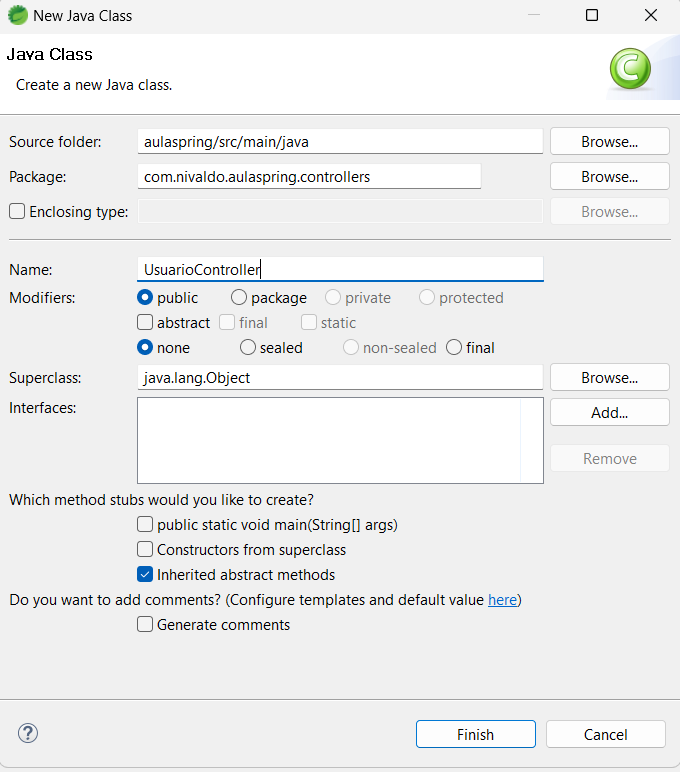 New Java Class
Java Class
Create a new Java class.
Source folder: aulaspring/src/main/java Browse...
Package: com.nivaldo.aulaspring.controllers Browse...
Enclosing type: Browse...
Name: UsuarioController
Modifiers: public package private protected
abstract final static
none sealed non-sealed final
Superclass: java.lang.Object Browse...
Interfaces: Add...
Remove
Which method stubs would you like to create?
public static void main(String[] args)
Constructors from superclass
Inherited abstract methods
Do you want to add comments? (Configure templates and default value here)
Generate comments
? Finish Cancel